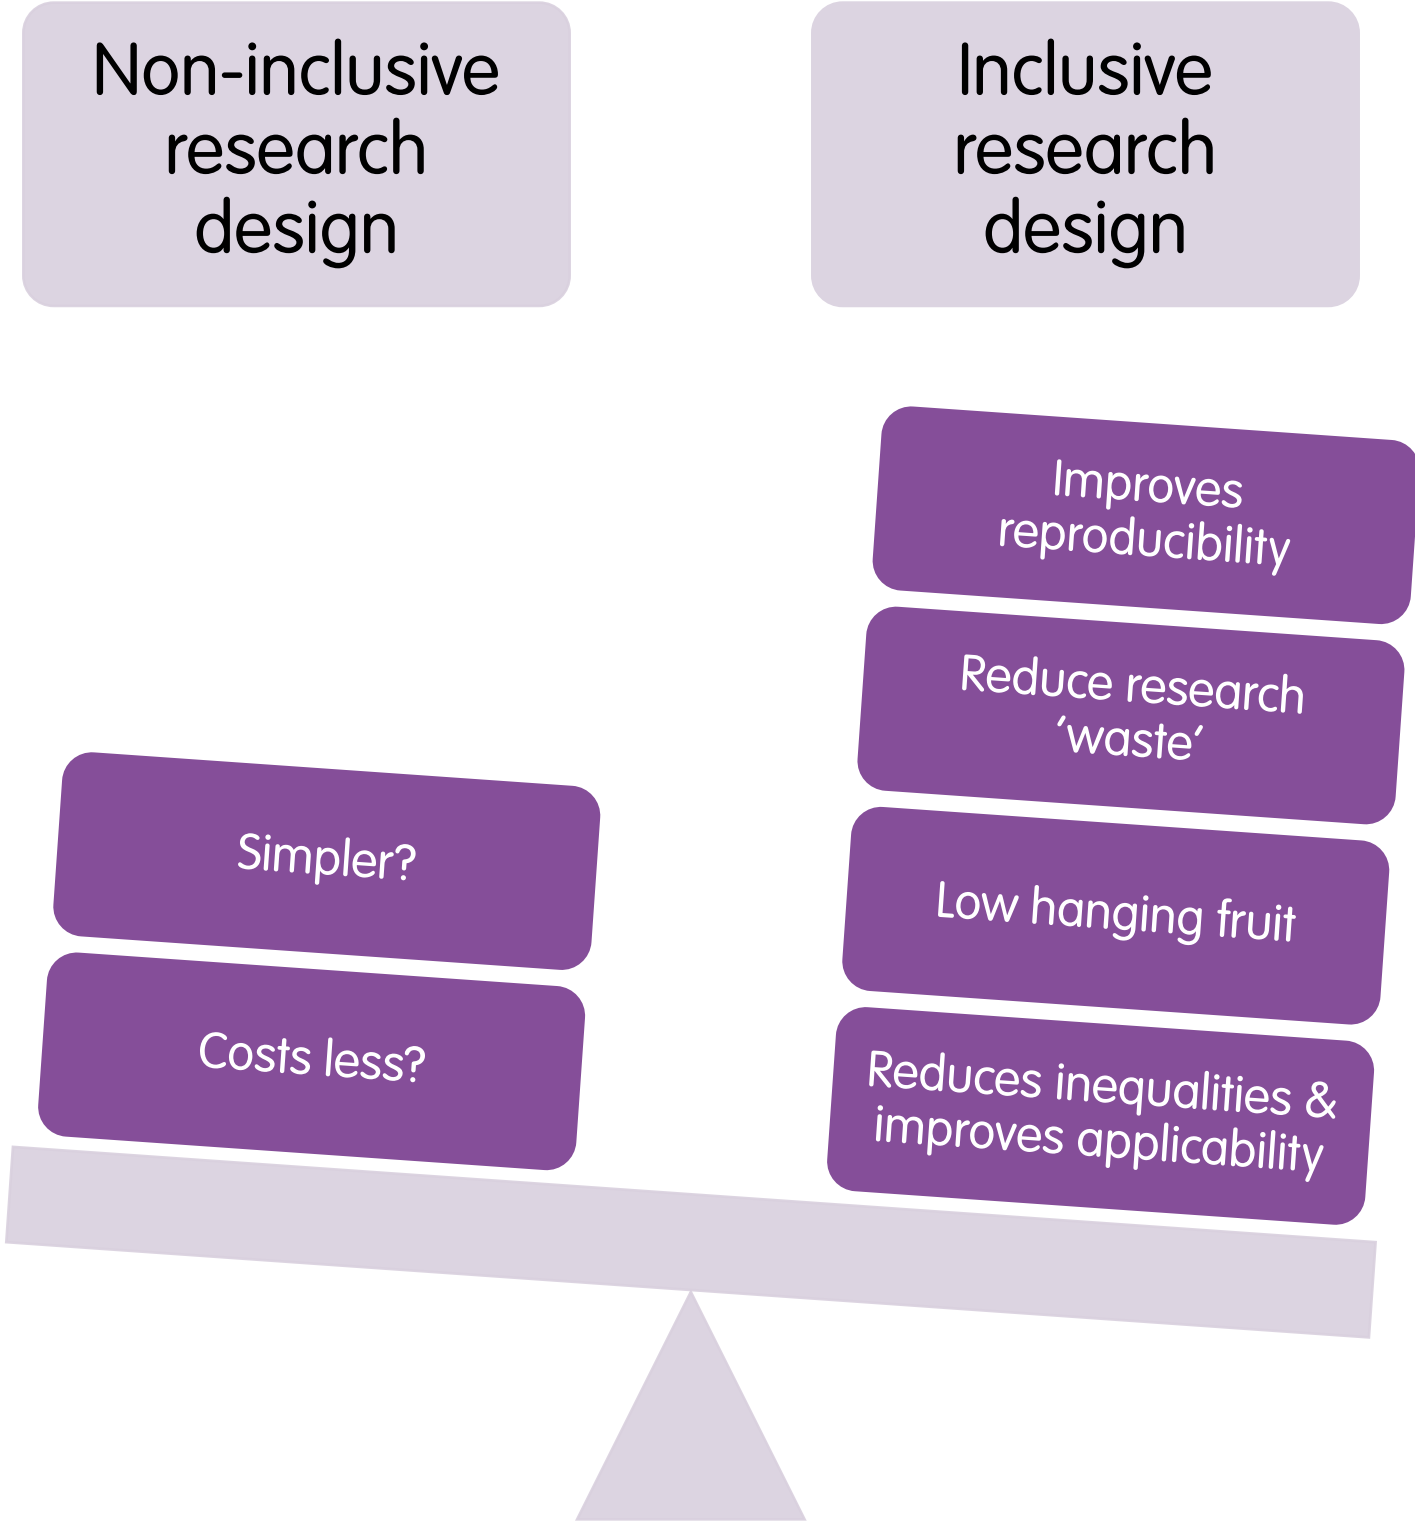 Non-inclusive
research
design
Inclusive
research
design
Simpler?
Costs less?
Improves
reproducibility
Reduce research
‘waste’
Low hanging fruit
Reduces inequalities &
improves applicability